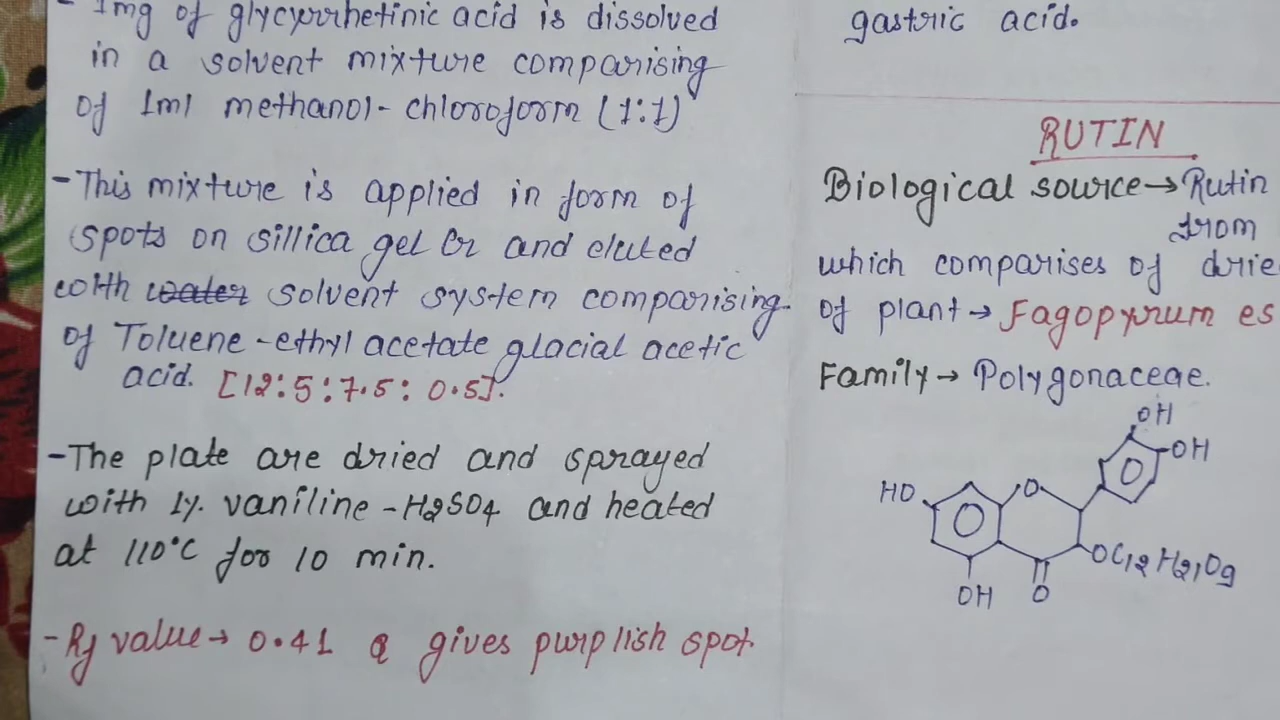 - 1mg of glycyrrhetinic acid is dissolved
in a solvent mixture comparising
of 1ml methanol - chloroform (1:1)
- This mixture is applied in form of
spots on sillica gel G and eluted
with water solvent system comparising
of Toluene - ethyl acetate glacial acetic
acid. [12:5:7.5:0.5].
- The plate are dried and sprayed
with 1%. vaniline - H2SO4 and heated
at 110°C for 10 min.
- Rf value → 0.41 & gives purplish spot.
gastric acid.
RUTIN
Biological source → Rutin
from
which comparises of drie
of plant → Fagopyrum es
Family → Polygonaceae.
OH
OH
HO
O
OC12H21O9
OH
O